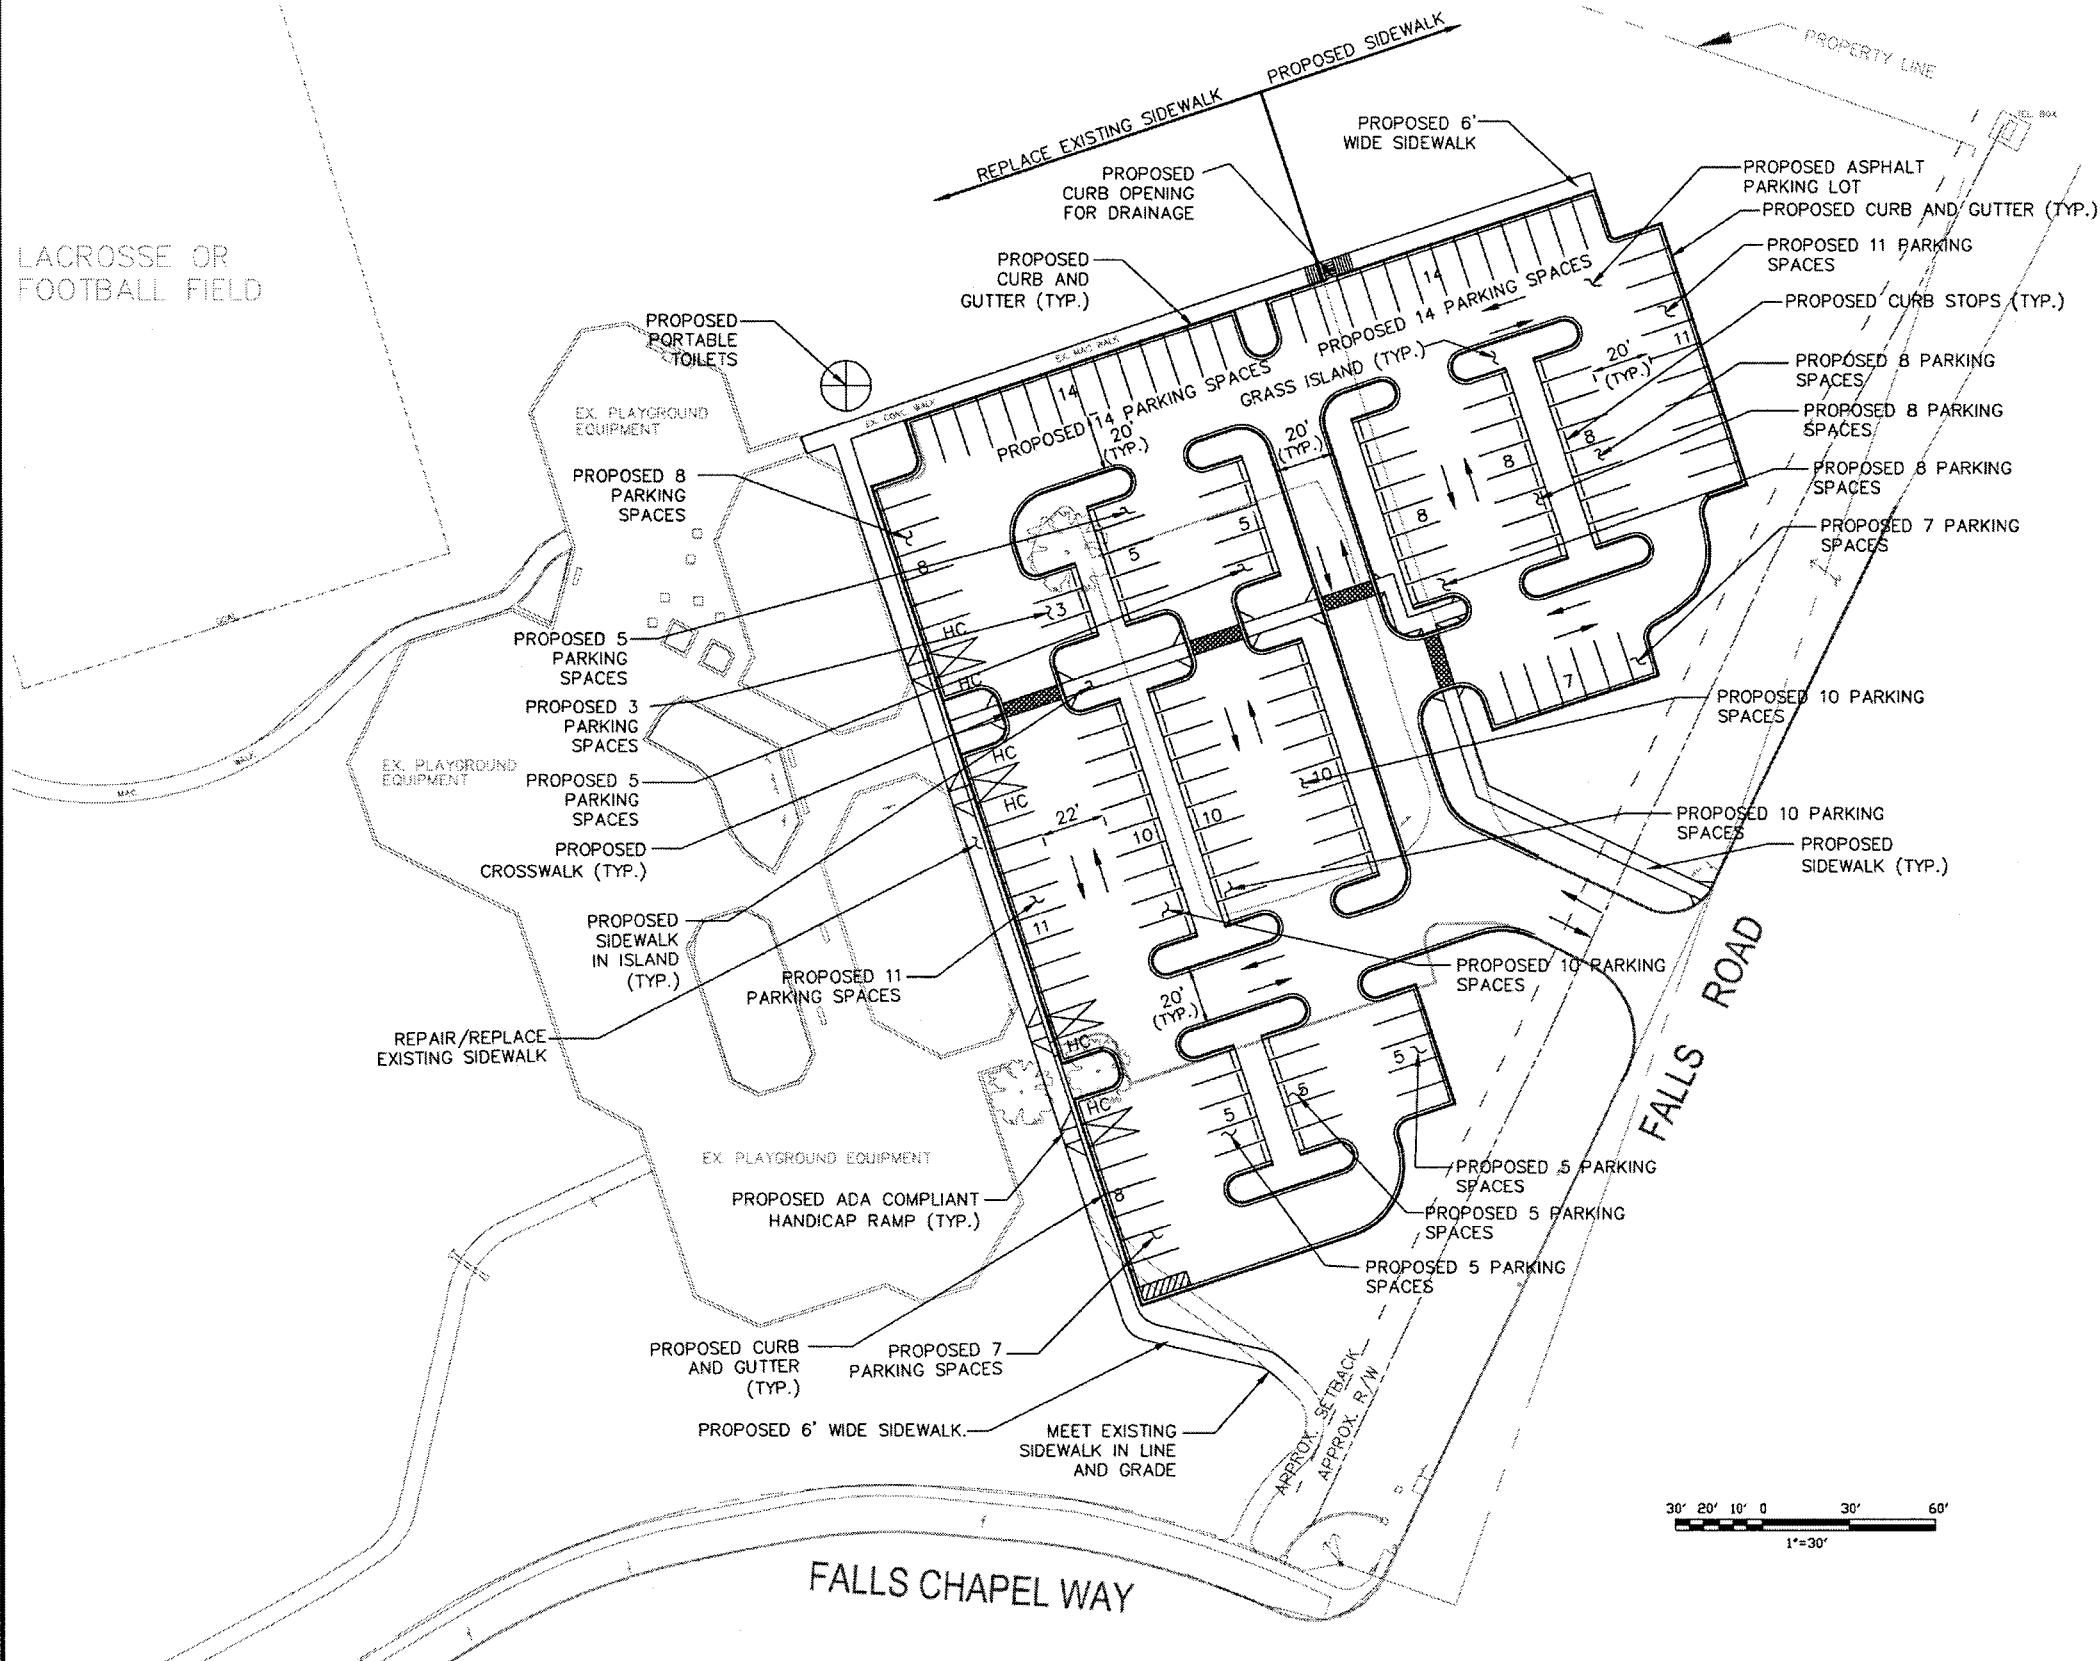 PROPOSED SIDEWALK
REPLACE EXISTING SIDEWALK
PROPERTY LINE
TEL. BOX
PROPOSED 6'
WIDE SIDEWALK
PROPOSED
CURB OPENING
FOR DRAINAGE
PROPOSED ASPHALT
PARKING LOT
PROPOSED CURB AND GUTTER (TYP.)
PROPOSED 11 PARKING
SPACES
PROPOSED CURB STOPS (TYP.)
PROPOSED 8 PARKING
SPACES
PROPOSED 8 PARKING
SPACES
PROPOSED 8 PARKING
SPACES
PROPOSED 7 PARKING
SPACES
LACROSSE OR
FOOTBALL FIELD
PROPOSED
CURB AND
GUTTER (TYP.)
PROPOSED
PORTABLE
TOILETS
EX. MAC WALK
EX. CONC. WALK
14
PROPOSED 14 PARKING SPACES
14
PROPOSED 14 PARKING SPACES
GRASS ISLAND (TYP.)
20'
(TYP.)
20'
(TYP.)
20'
(TYP.)
11
8
8
8
5
5
3
8
7
EX. PLAYGROUND
EQUIPMENT
PROPOSED 8
PARKING
SPACES
GOAL
PROPOSED 5
PARKING
SPACES
HC
HC
PROPOSED 3
PARKING
SPACES
EX. PLAYGROUND
EQUIPMENT
MAC.
WALK
PROPOSED 5
PARKING
SPACES
PROPOSED
CROSSWALK (TYP.)
HC
HC
22'
10
10
10
PROPOSED 10 PARKING
SPACES
PROPOSED 10 PARKING
SPACES
PROPOSED
SIDEWALK (TYP.)
PROPOSED
SIDEWALK
IN ISLAND
(TYP.)
PROPOSED 11
PARKING SPACES
11
REPAIR/REPLACE
EXISTING SIDEWALK
20'
(TYP.)
PROPOSED 10 PARKING
SPACES
FALLS ROAD
HC
HC
5
5
5
EX. PLAYGROUND EQUIPMENT
PROPOSED ADA COMPLIANT
HANDICAP RAMP (TYP.)
8
PROPOSED 5 PARKING
SPACES
PROPOSED 5 PARKING
SPACES
PROPOSED 5 PARKING
SPACES
PROPOSED CURB
AND GUTTER
(TYP.)
PROPOSED 7
PARKING SPACES
PROPOSED 6' WIDE SIDEWALK.
MEET EXISTING
SIDEWALK IN LINE
AND GRADE
APPROX. SETBACK
APPROX. R/W
FALLS CHAPEL WAY
30' 20' 10' 0 30' 60'
1"=30'